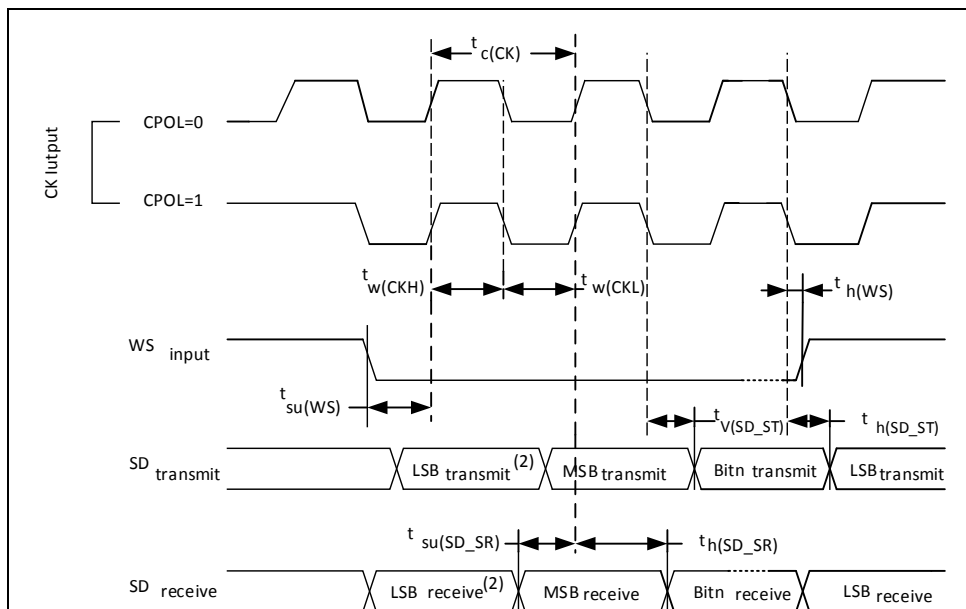 t c(CK)
CK Iutput
CPOL=0
CPOL=1
t w(CKH)
t w(CKL)
t h(WS)
WS input
t su(WS)
t V(SD_ST)
t h(SD_ST)
SD transmit
LSB transmit(2)
MSB transmit
Bitn transmit
LSB transmit
t su(SD_SR)
t h(SD_SR)
SD receive
LSB receive(2)
MSB receive
Bitn receive
LSB receive